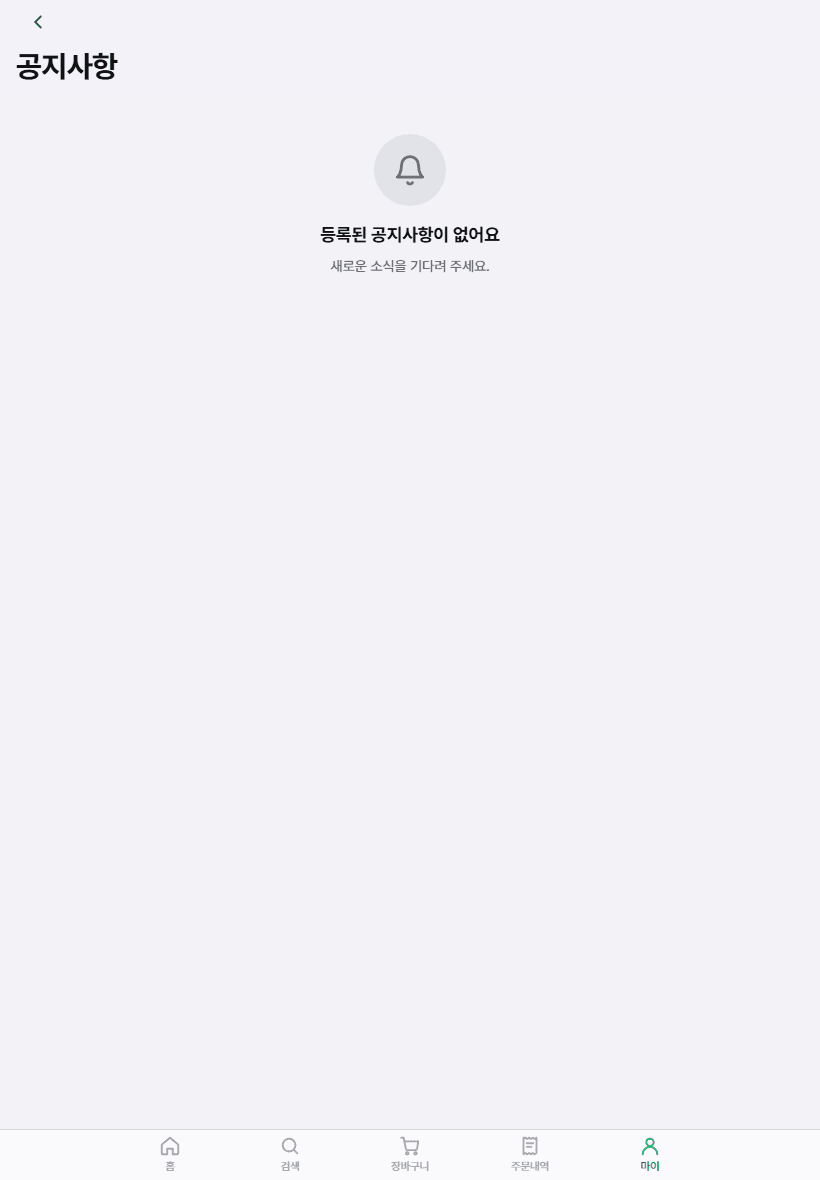 공지사항
등록된 공지사항이 없어요
새로운 소식을 기다려 주세요.
홈
검색
장바구니
주문내역
마이